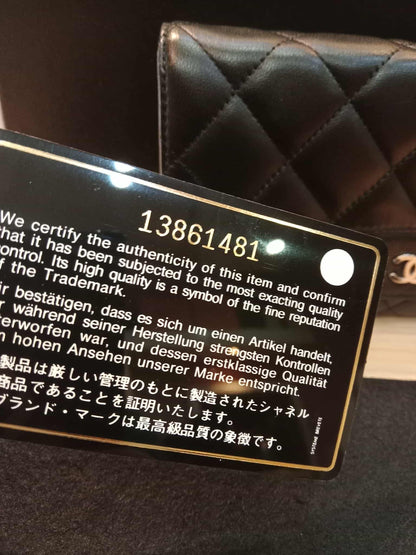 13861481
We certify the authenticity of this item and confirm
that it has been subjected to the most exacting quality
control. Its high quality is a symbol of the fine reputation
of the Trademark.
ir bestätigen, dass es sich um einen Artikel handelt,
r während seiner Herstellung strengsten Kontrollen
erworfen war, und dessen erstklassige Qualität
n hohen Ansehen unserer Marke entspricht.
製品は厳しい管理のもとに製造されたシャネル
商品であることを証明いたします。
ブランド・マークは最高級品質の象徴です。
SYSTEME BREVETE